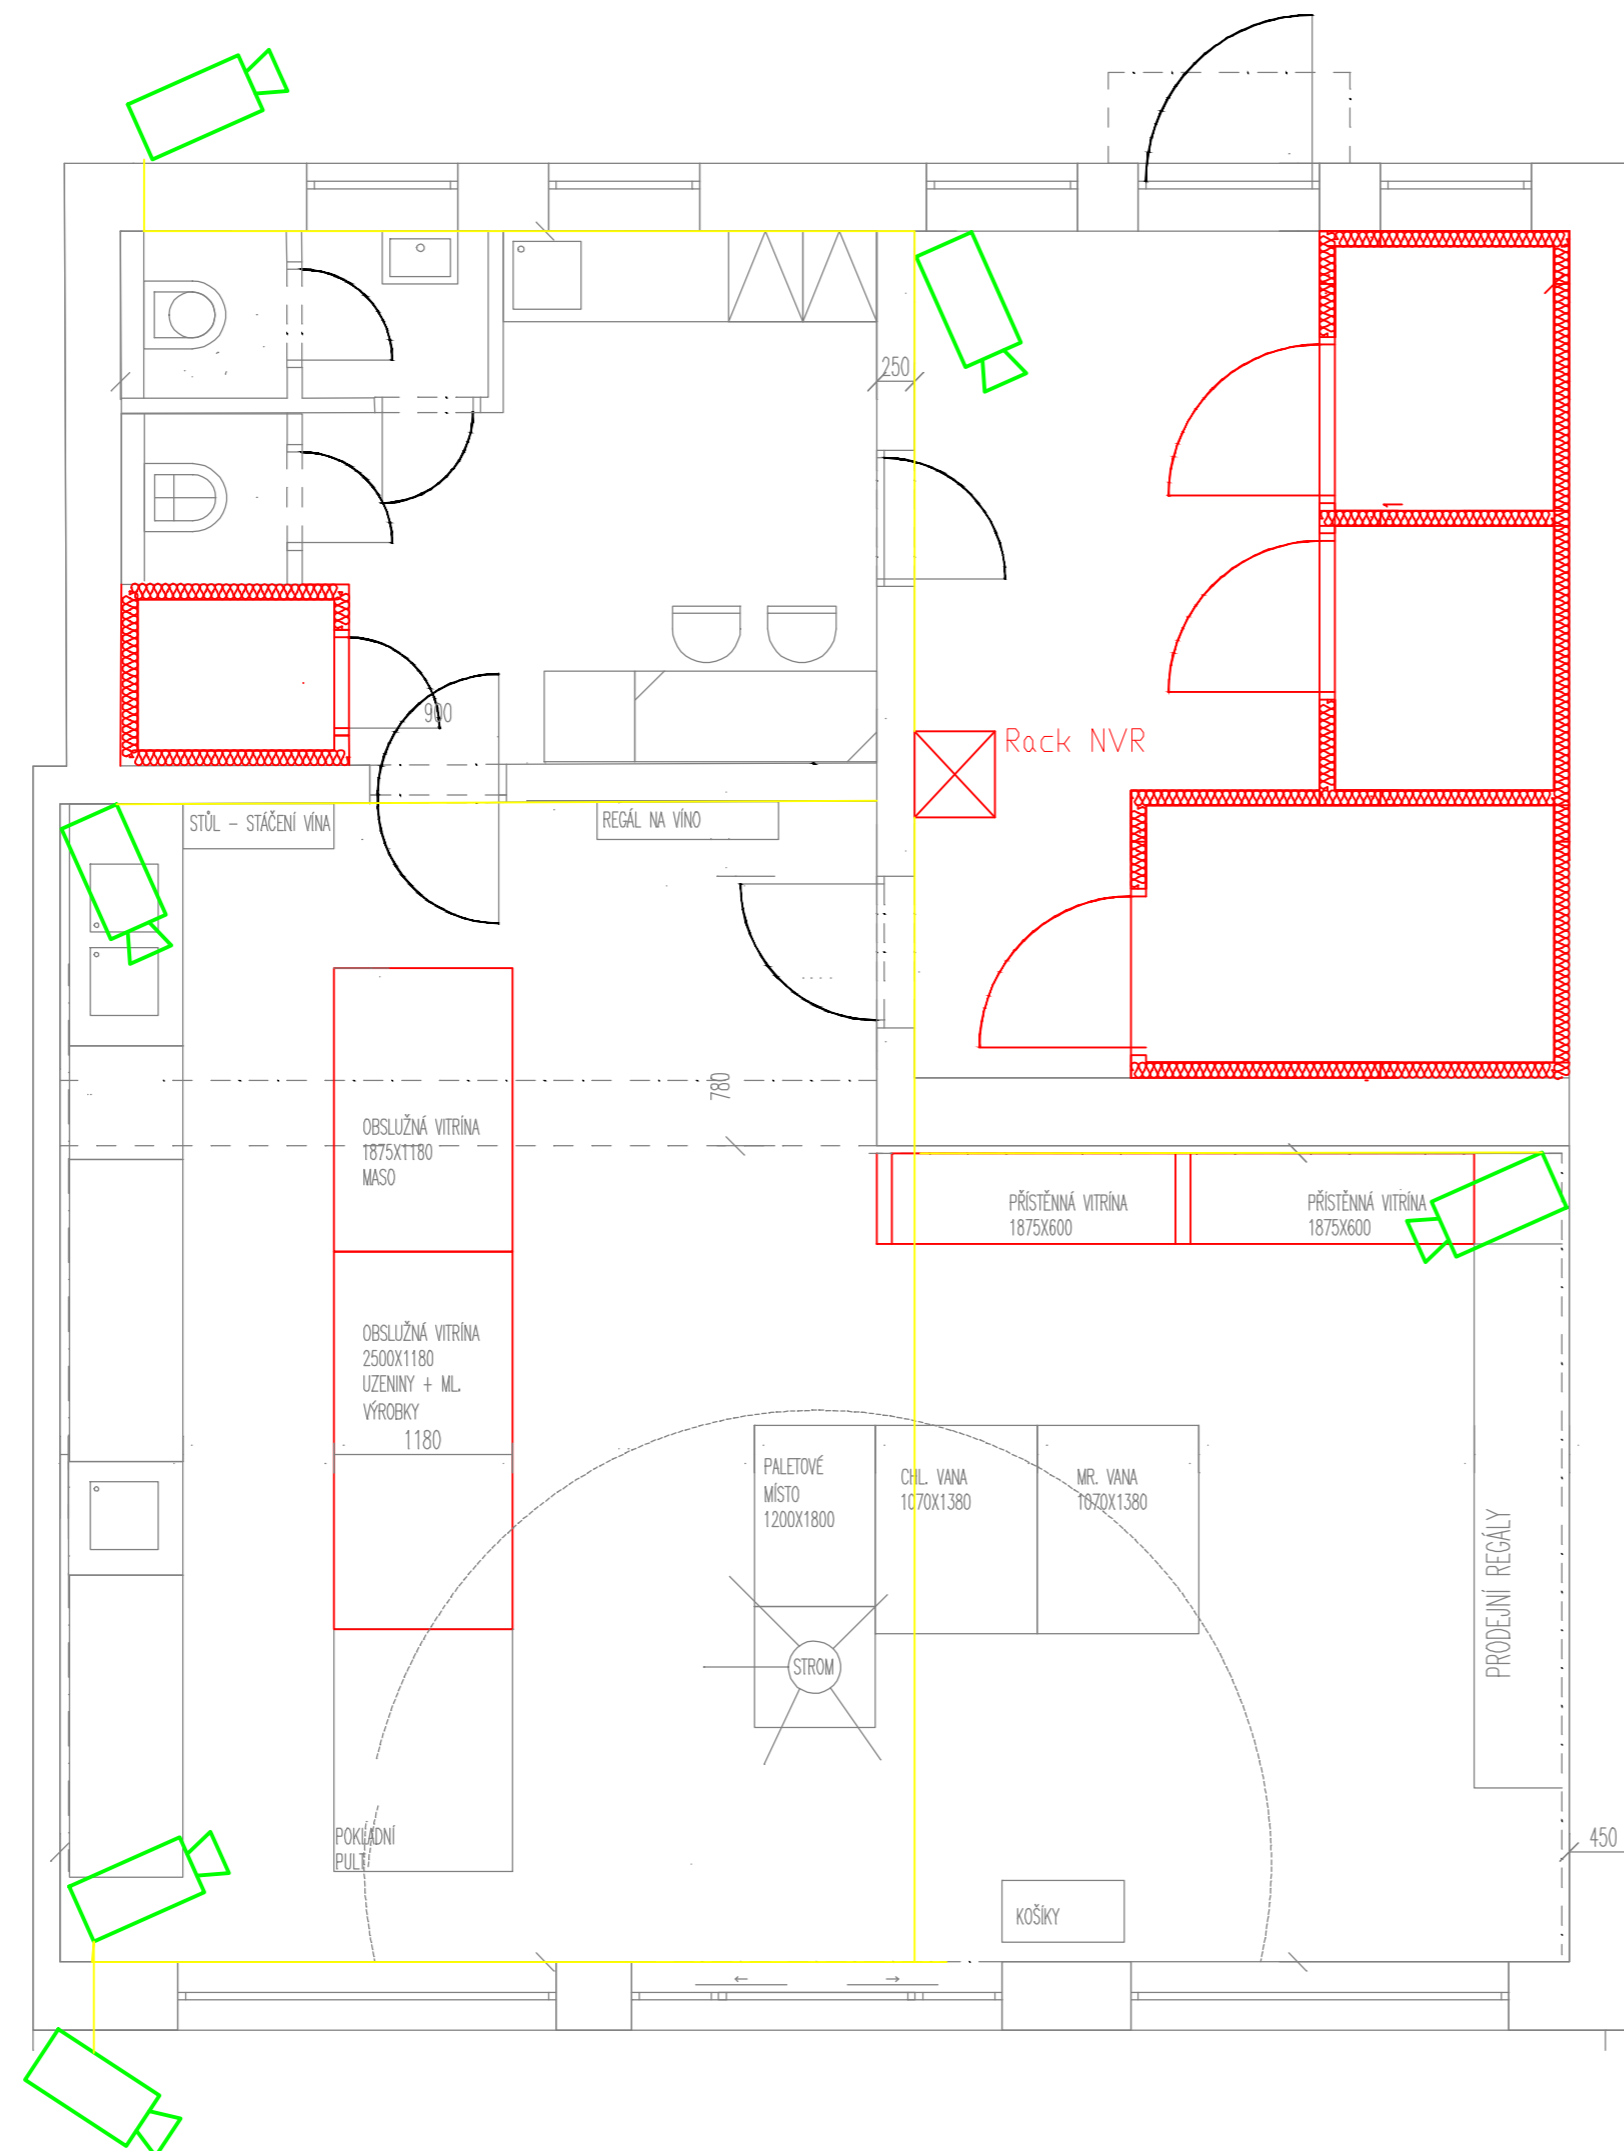 250
900
Rack NVR
STŮL – STÁČENÍ VÍNA
REGÁL NA VÍNO
780
OBSLUŽNÁ VITRÍNA
1875X1180
MASO
PŘÍSTĚNNÁ VITRÍNA
1875X600
PŘÍSTĚNNÁ VITRÍNA
1875X600
OBSLUŽNÁ VITRÍNA
2500X1180
UZENINY + ML.
VÝROBKY
1180
PALETOVÉ
MÍSTO
1200X1800
CHL. VANA
1070X1380
MR. VANA
1070X1380
PRODEJNÍ REGÁLY
STROM
POKLADNÍ
PULT
450
KOŠÍKY